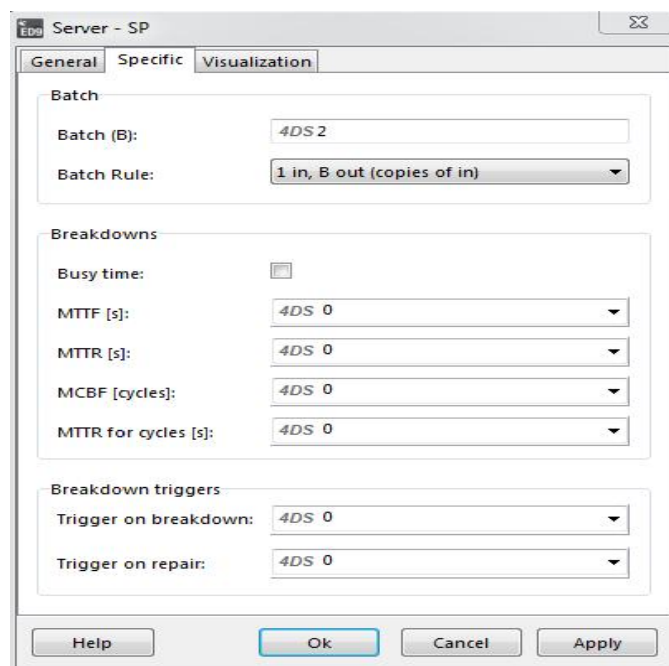 ED9 Server - SP
General Specific Visualization
Batch
Batch (B): 4DS 2
Batch Rule: 1 in, B out (copies of in)
Breakdowns
Busy time:
MTTF [s]: 4DS 0
MTTR [s]: 4DS 0
MCBF [cycles]: 4DS 0
MTTR for cycles [s]: 4DS 0
Breakdown triggers
Trigger on breakdown: 4DS 0
Trigger on repair: 4DS 0
Help Ok Cancel Apply